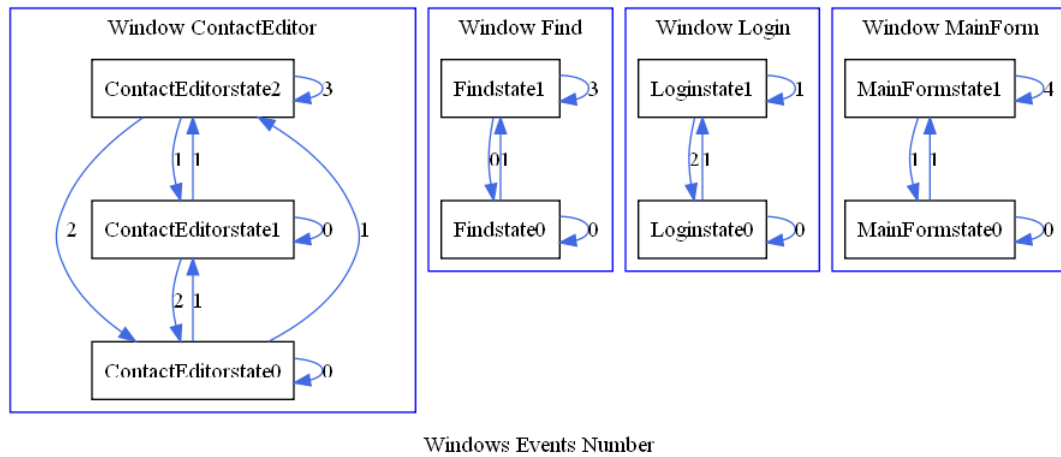 Window ContactEditor
Window Find
Window Login
Window MainForm
ContactEditorstate2
3
Findstate1
3
Loginstate1
1
MainFormstate1
4
1
1
0
1
2
1
1
1
2
ContactEditorstate1
0
1
Findstate0
0
Loginstate0
0
MainFormstate0
0
2
1
ContactEditorstate0
0
Windows Events Number